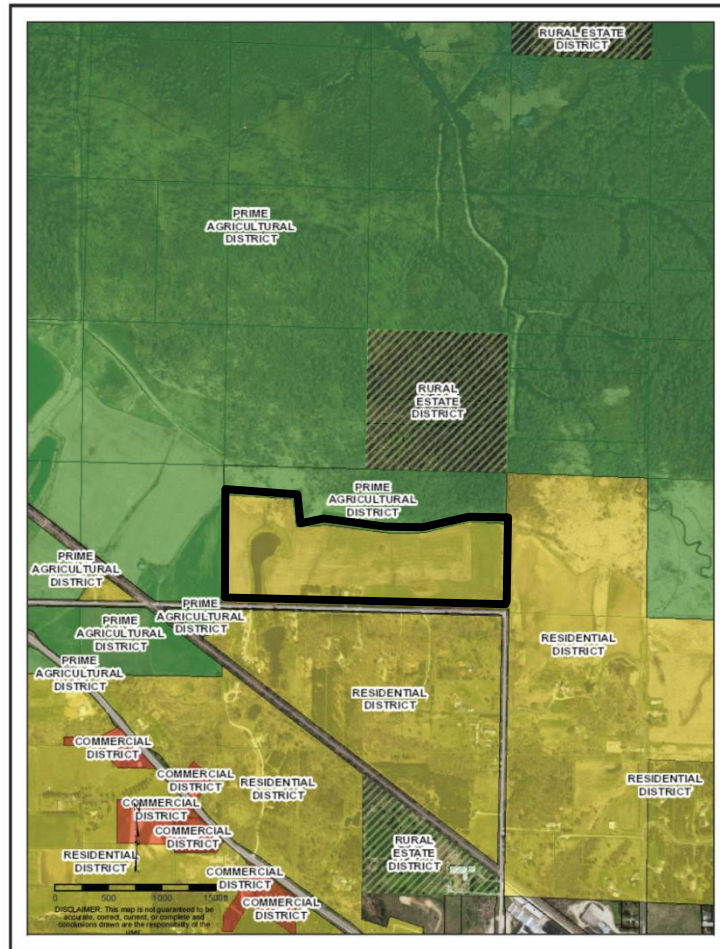 RURAL ESTATE
DISTRICT
PRIME
AGRICULTURAL
DISTRICT
RURAL
ESTATE
DISTRICT
PRIME
AGRICULTURAL
DISTRICT
PRIME
AGRICULTURAL
DISTRICT
PRIME
AGRICULTURAL
DISTRICT
PRIME
AGRICULTURAL
DISTRICT
RESIDENTIAL
DISTRICT
PRIME
AGRICULTURAL
DISTRICT
RESIDENTIAL
DISTRICT
COMMERCIAL
DISTRICT
COMMERCIAL
DISTRICT
RESIDENTIAL
DISTRICT
RESIDENTIAL
DISTRICT
COMMERCIAL
DISTRICT
COMMERCIAL
DISTRICT
RURAL
ESTATE
DISTRICT
RESIDENTIAL
DISTRICT
COMMERCIAL
DISTRICT
0 500 1000 1500
COMMERCIAL
DISTRICT
DISCLAIMER: This map is not guaranteed to be
accurate, correct, current, or complete and
conclusions drawn are the responsibility of the
user.